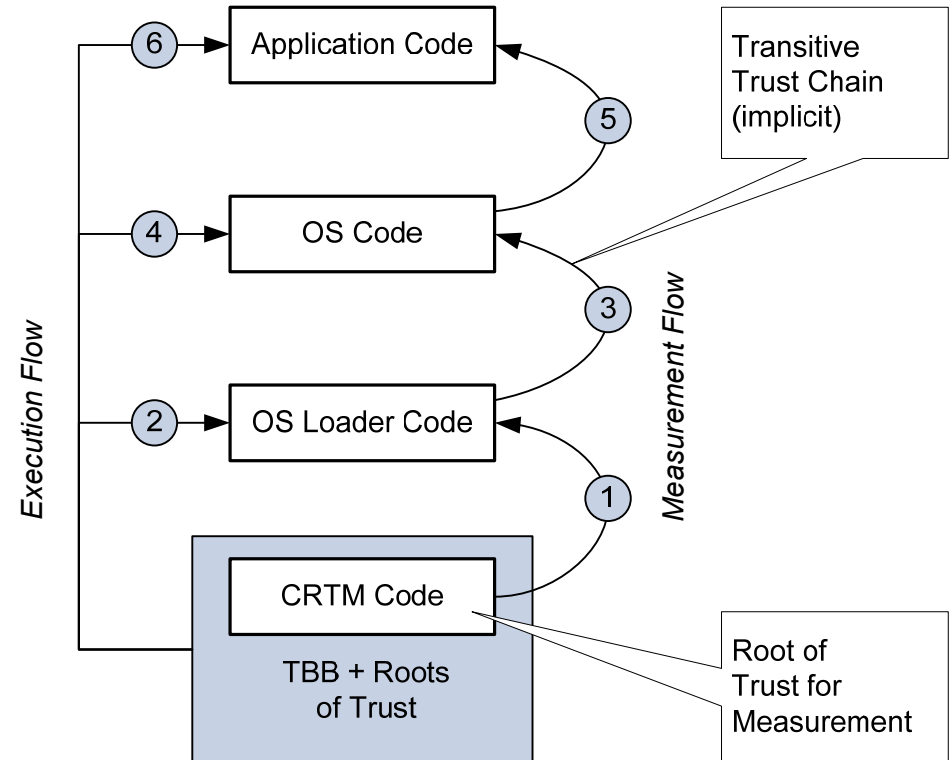 6
Application Code
Transitive
Trust Chain
(implicit)
5
4
OS Code
3
Execution Flow
Measurement Flow
2
OS Loader Code
1
CRTM Code
TBB + Roots
of Trust
Root of
Trust for
Measurement